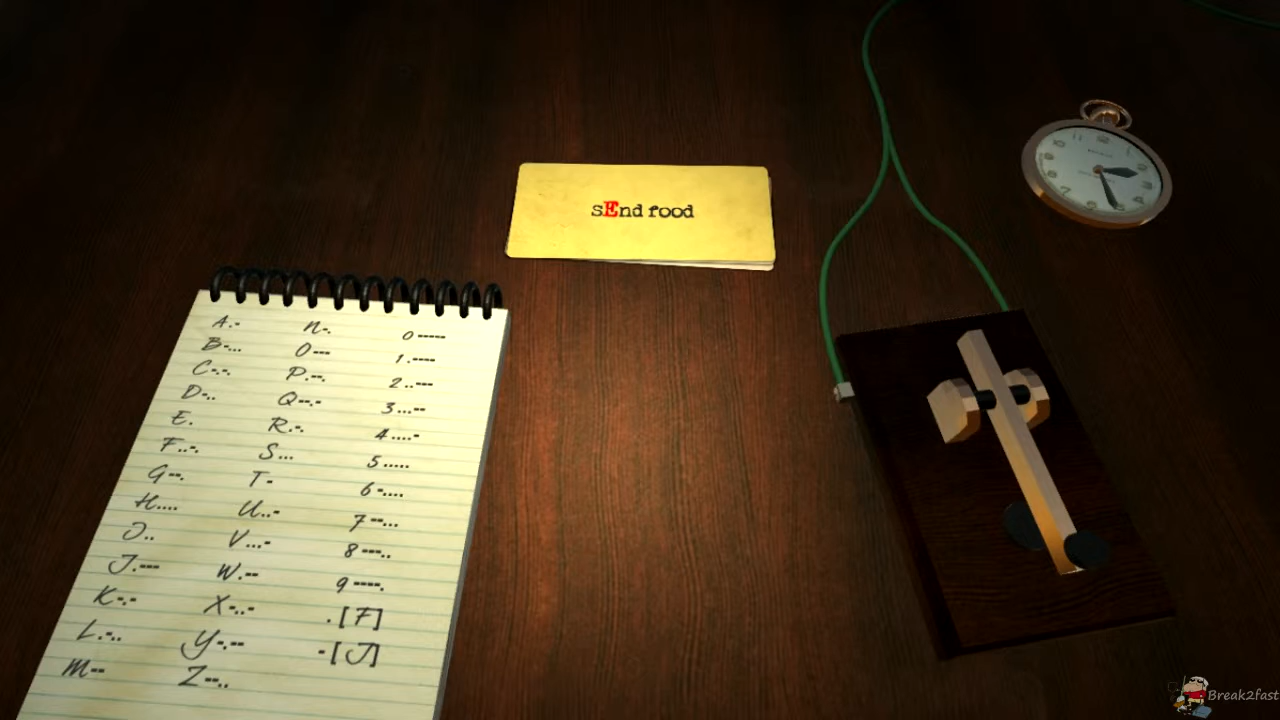 sEnd food
A.-
B-...
C-.-.
D-..
E.
F..-.
G--.
H....
I..
J.---
K-.-
L.-..
M--
N-.
O---
P.--.
Q--.-
R.-.
S...
T-
U..-
V...-
W.--
X-..-
Y-.--
Z--..
0-----
1.----
2..---
3...--
4....-
5.....
6-....
7--...
8---..
9----.
.[F]
-[J]
Break2fast